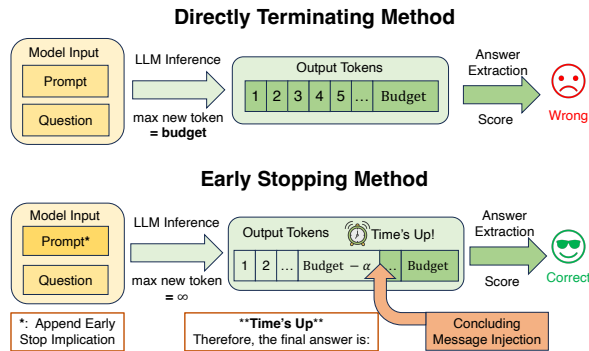 Directly Terminating Method
Model Input
Prompt
Question
LLM Inference
max new token
= budget
Output Tokens
1 2 3 4 5 ... Budget
Answer
Extraction
Score
Wrong
Early Stopping Method
Model Input
Prompt*
Question
LLM Inference
max new token
= ∞
Output Tokens
Time's Up!
1 2 ... Budget − α ... Budget
Answer
Extraction
Score
Correct
*: Append Early
Stop Implication
**Time's Up**
Therefore, the final answer is:
Concluding
Message Injection